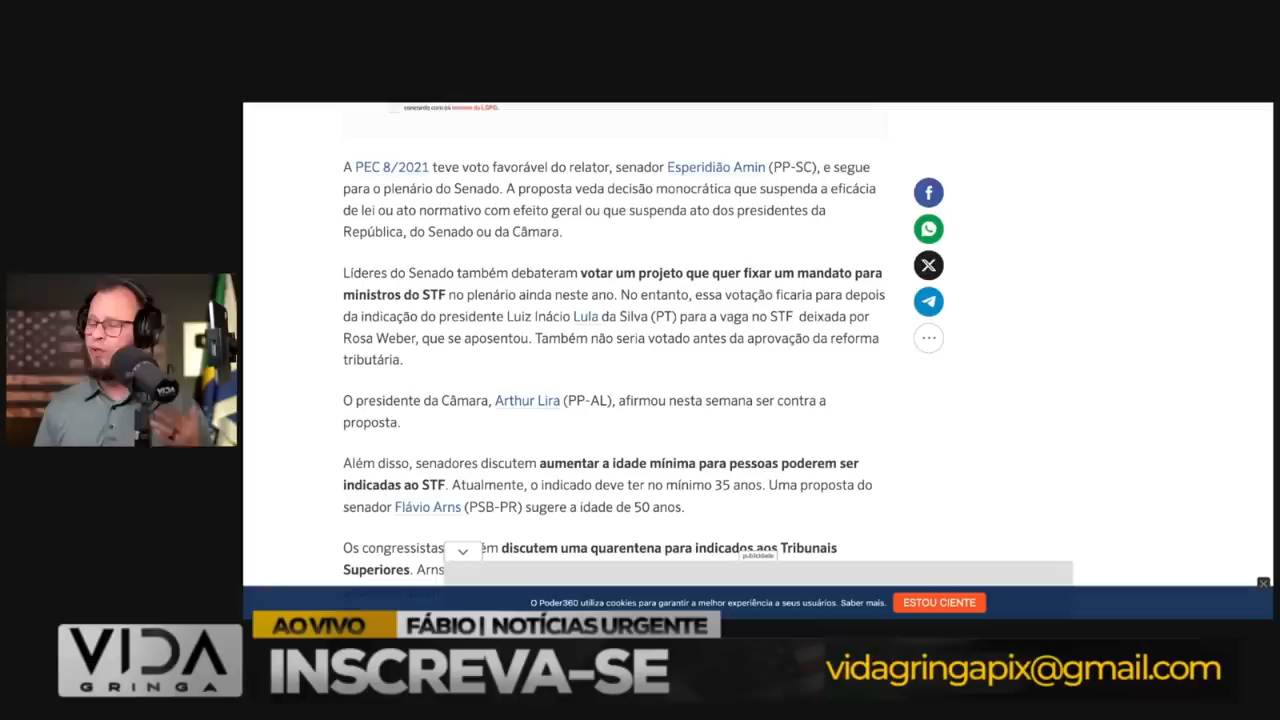 concordo com os termos da LGPD.
A PEC 8/2021 teve voto favorável do relator, senador Esperidião Amin (PP-SC), e segue
para o plenário do Senado. A proposta veda decisão monocrática que suspenda a eficácia
de lei ou ato normativo com efeito geral ou que suspenda ato dos presidentes da
República, do Senado ou da Câmara.
Líderes do Senado também debateram votar um projeto que quer fixar um mandato para
ministros do STF no plenário ainda neste ano. No entanto, essa votação ficaria para depois
da indicação do presidente Luiz Inácio Lula da Silva (PT) para a vaga no STF deixada por
Rosa Weber, que se aposentou. Também não seria votado antes da aprovação da reforma
tributária.
O presidente da Câmara, Arthur Lira (PP-AL), afirmou nesta semana ser contra a
proposta.
Além disso, senadores discutem aumentar a idade mínima para pessoas poderem ser
indicadas ao STF. Atualmente, o indicado deve ter no mínimo 35 anos. Uma proposta do
senador Flávio Arns (PSB-PR) sugere a idade de 50 anos.
Os congressistas ém discutem uma quarentena para indicados aos Tribunais
publicidade
Superiores. Arns
O Poder360 utiliza cookies para garantir a melhor experiência a seus usuários. Saber mais.
ESTOU CIENTE
AO VIVO
FÁBIO | NOTÍCIAS URGENTE
VIDA
GRINGA
INSCREVA-SE
vidagringapix@gmail.com
VIDA